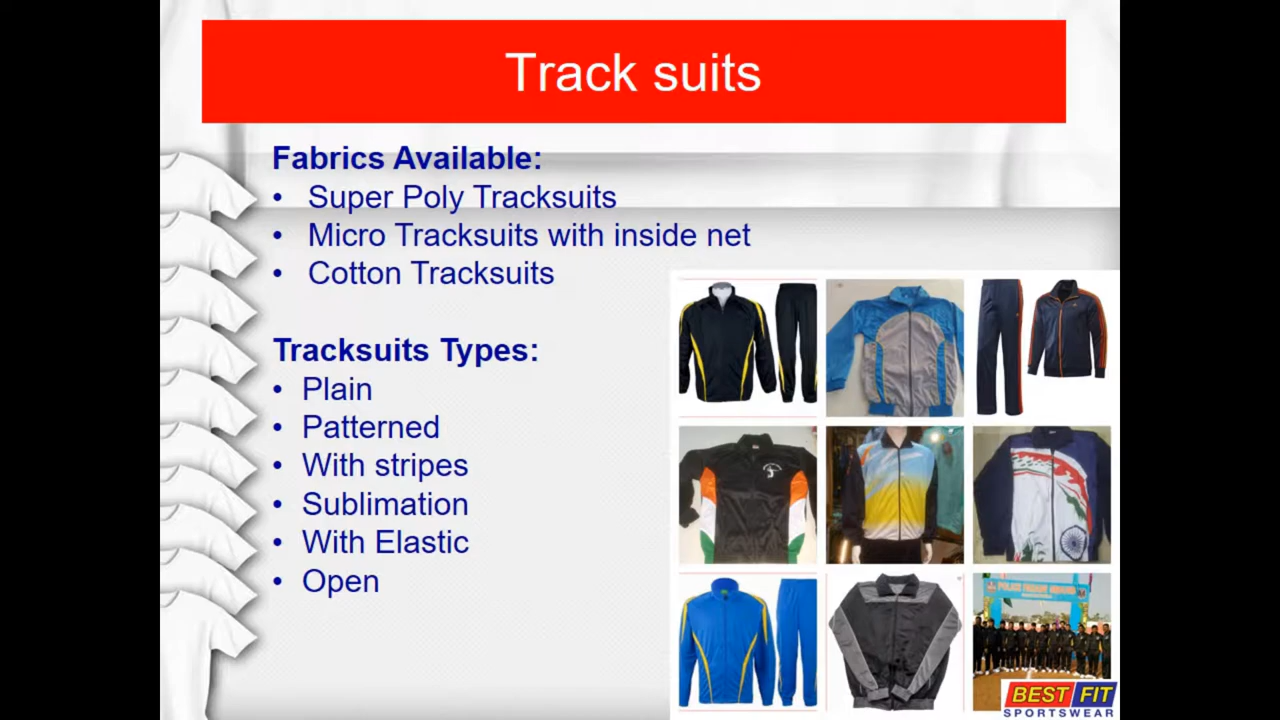 Track suits
Fabrics Available:
• Super Poly Tracksuits
• Micro Tracksuits with inside net
• Cotton Tracksuits
Tracksuits Types:
• Plain
• Patterned
• With stripes
• Sublimation
• With Elastic
• Open
BEST FIT
SPORTSWEAR